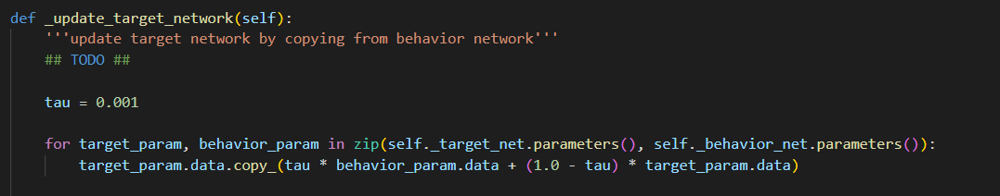 def _update_target_network(self):
    '''update target network by copying from behavior network'''
    ## TODO ##
    tau = 0.001
    for target_param, behavior_param in zip(self._target_net.parameters(), self._behavior_net.parameters()):
        target_param.data.copy_(tau * behavior_param.data + (1.0 - tau) * target_param.data)